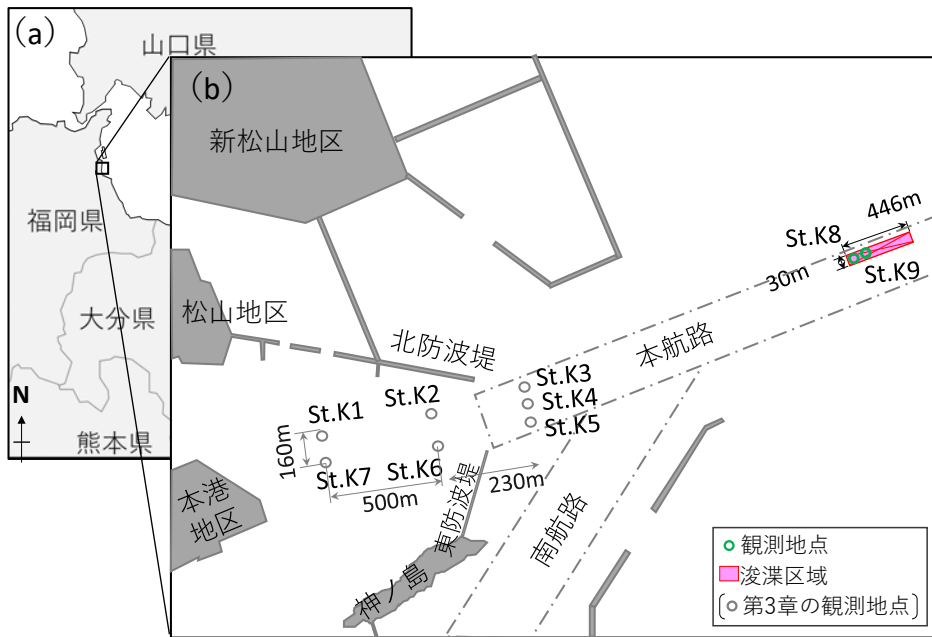 (a)
山口県
福岡県
大分県
熊本県
N
(b)
新松山地区
松山地区
北防波堤
本航路
446m
St.K8
30m
St.K9
St.K3
St.K4
St.K5
St.K2
St.K1
160m
St.K7
St.K6
500m
230m
本港
地区
東防波堤
神ノ島
南航路
観測地点
浚渫区域
(第3章の観測地点)